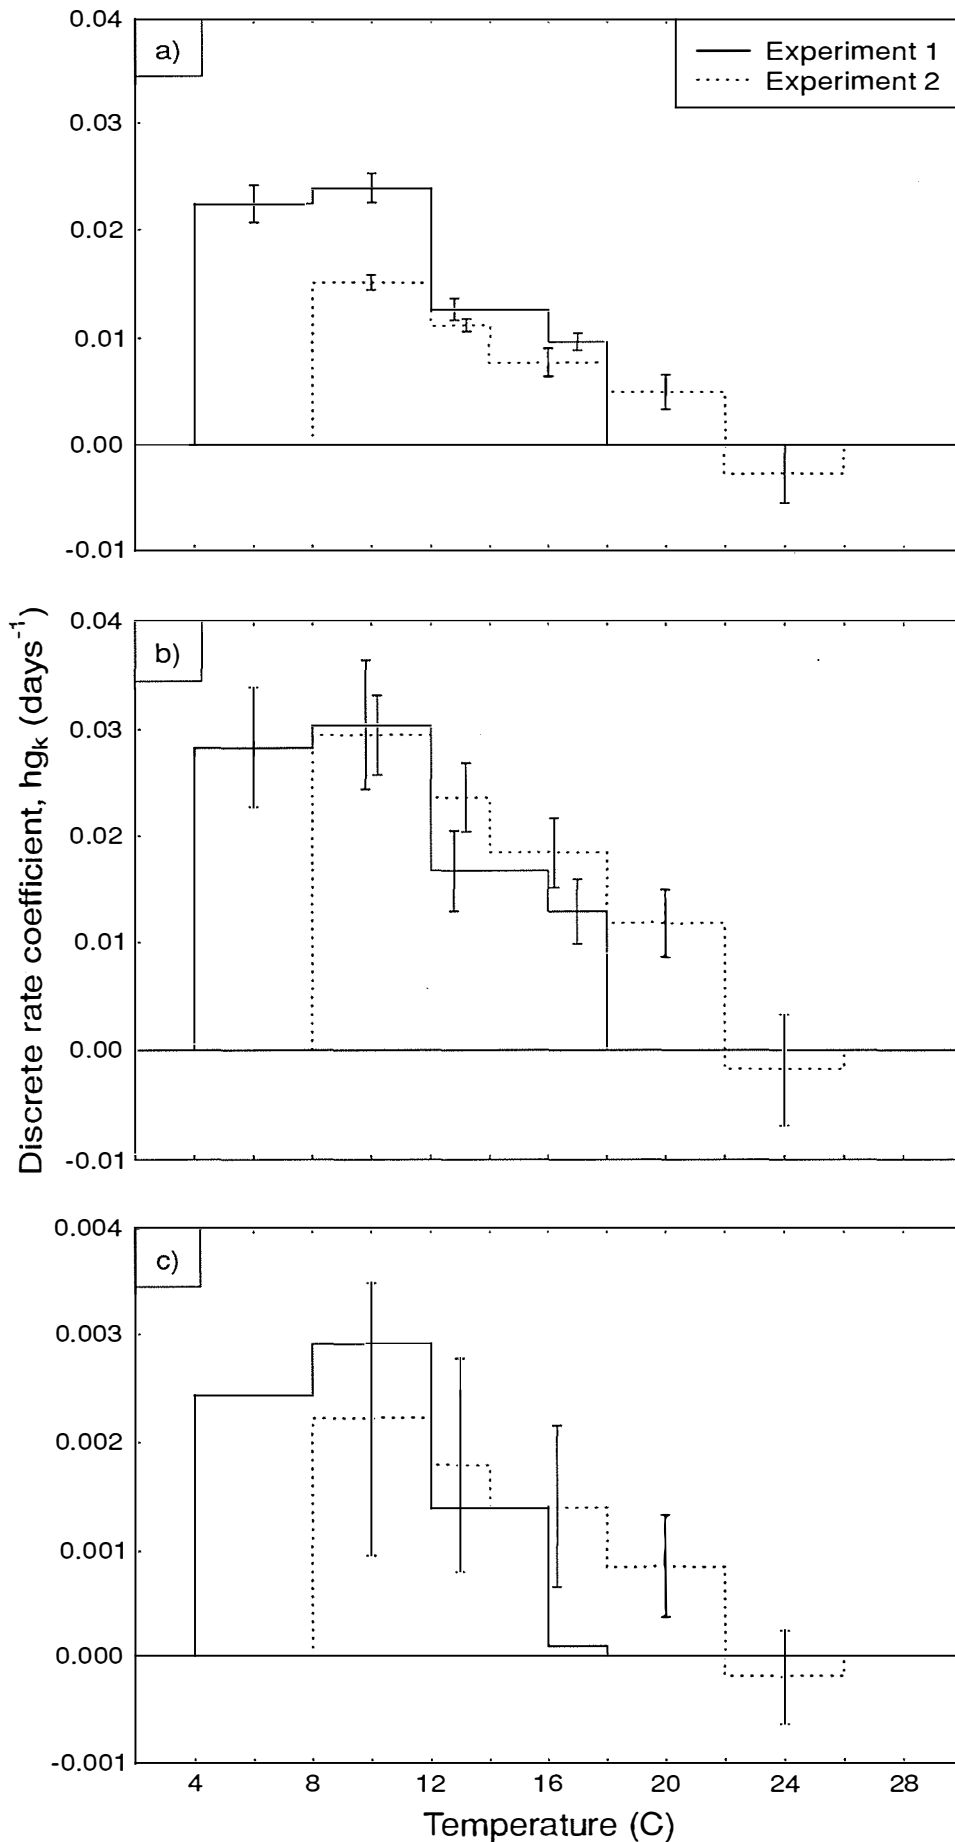 0.04
a)
Experiment 1
Experiment 2
0.03
0.02
0.01
0.00
-0.01
Discrete rate coefficient, hgₖ (days⁻¹)
0.04
b)
0.03
0.02
0.01
0.00
-0.01
0.004
c)
0.003
0.002
0.001
0.000
-0.001
4 8 12 16 20 24 28
Temperature (C)